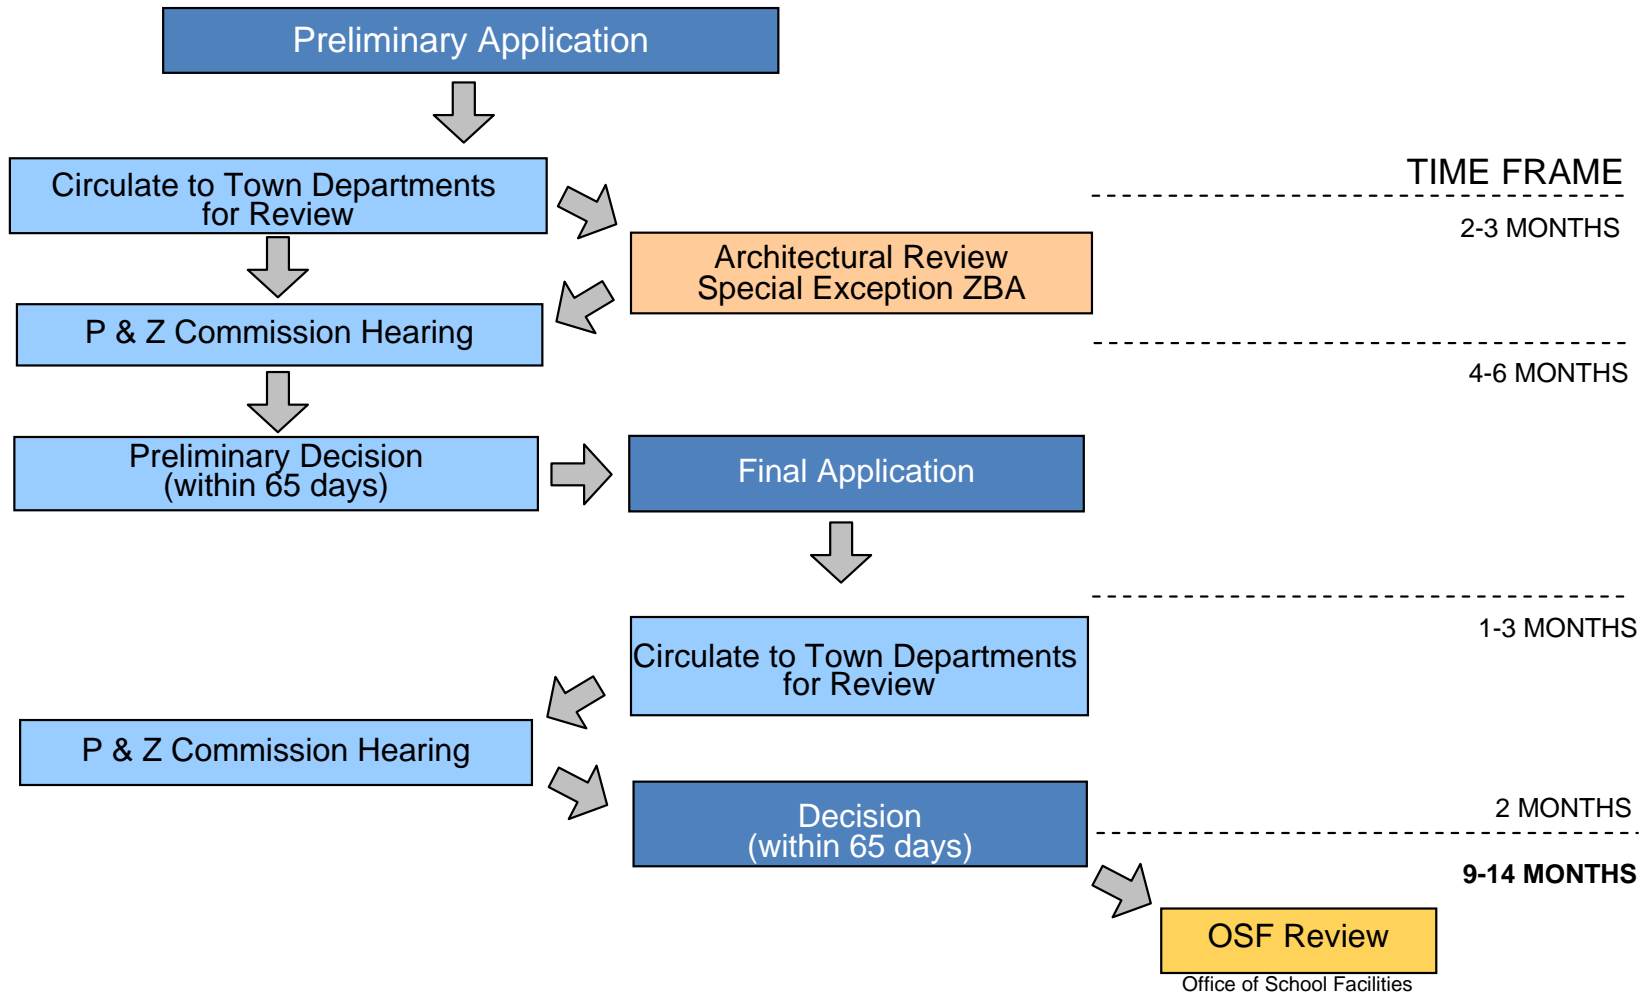 Preliminary Application
Circulate to Town Departments
for Review
TIME FRAME
2-3 MONTHS
Architectural Review
Special Exception ZBA
P & Z Commission Hearing
4-6 MONTHS
Preliminary Decision
(within 65 days)
Final Application
1-3 MONTHS
Circulate to Town Departments
for Review
P & Z Commission Hearing
2 MONTHS
Decision
(within 65 days)
9-14 MONTHS
OSF Review
Office of School Facilities